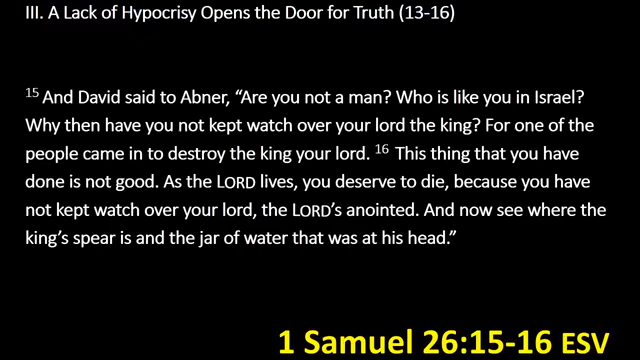 III. A Lack of Hypocrisy Opens the Door for Truth (13-16)
15 And David said to Abner, “Are you not a man? Who is like you in Israel?
Why then have you not kept watch over your lord the king? For one of the
people came in to destroy the king your lord. 16 This thing that you have
done is not good. As the LORD lives, you deserve to die, because you have
not kept watch over your lord, the LORD’s anointed. And now see where the
king’s spear is and the jar of water that was at his head.”
1 Samuel 26:15-16 ESV